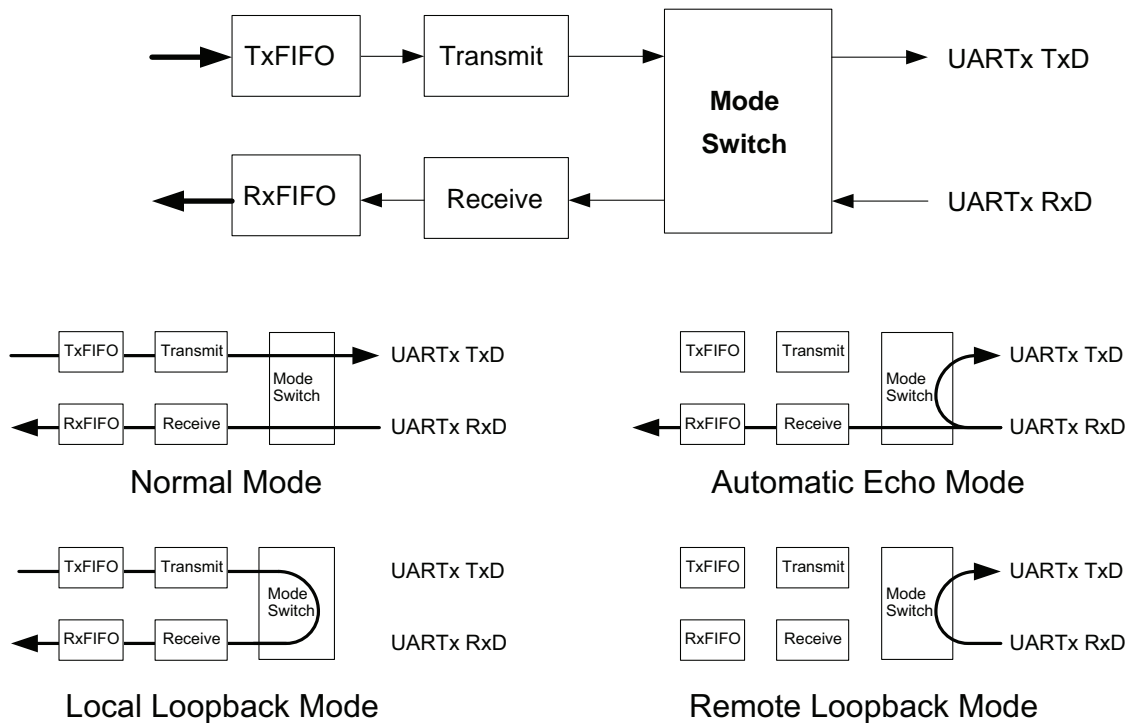 TxFIFO
Transmit
Mode
Switch
UARTx TxD
RxFIFO
Receive
UARTx RxD
TxFIFO
Transmit
Mode
Switch
UARTx TxD
RxFIFO
Receive
UARTx RxD
Normal Mode
TxFIFO
Transmit
Mode
Switch
UARTx TxD
RxFIFO
Receive
UARTx RxD
Automatic Echo Mode
TxFIFO
Transmit
Mode
Switch
UARTx TxD
RxFIFO
Receive
UARTx RxD
Local Loopback Mode
TxFIFO
Transmit
Mode
Switch
UARTx TxD
RxFIFO
Receive
UARTx RxD
Remote Loopback Mode